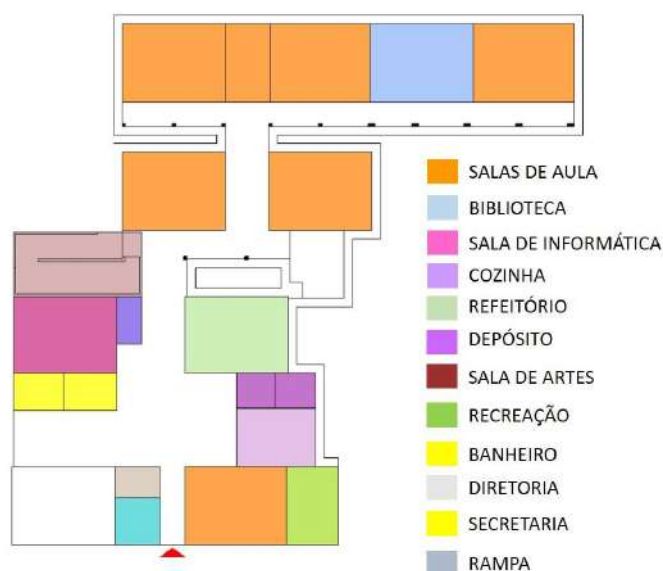 SALAS DE AULA
BIBLIOTECA
SALA DE INFORMÁTICA
COZINHA
REFEITÓRIO
DEPÓSITO
SALA DE ARTES
RECREAÇÃO
BANHEIRO
DIRETORIA
SECRETARIA
RAMPA